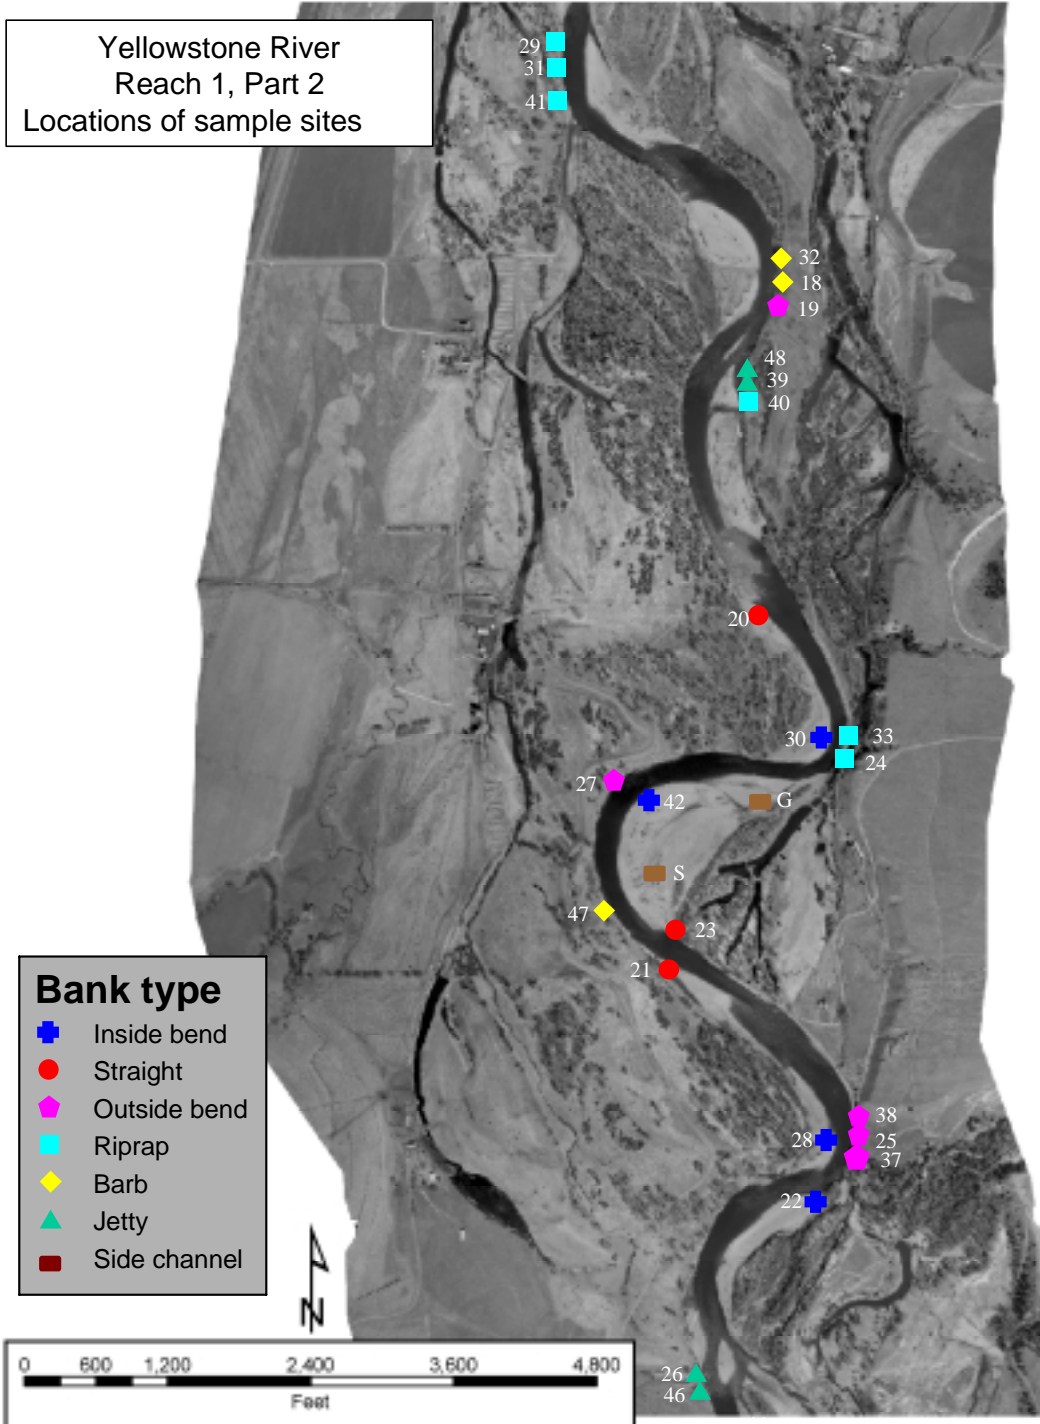 Yellowstone River
Reach 1, Part 2
Locations of sample sites
29
31
41
32
18
19
48
39
40
20
30
33
24
27
42
G
S
47
23
21
38
28
25
37
22
26
46
Bank type
Inside bend
Straight
Outside bend
Riprap
Barb
Jetty
Side channel
N
0 600 1,200 2,400 3,600 4,800
Feet